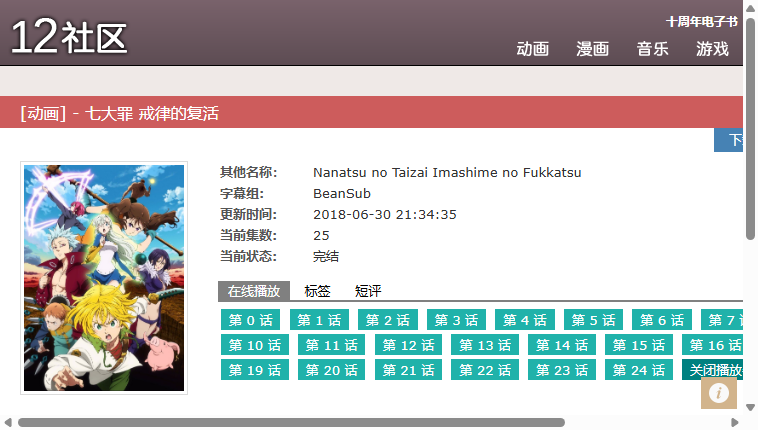 12社区
十周年电子书
动画 漫画 音乐 游戏
[动画] - 七大罪 戒律的复活
其他名称: Nanatsu no Taizai Imashime no Fukkatsu
字幕组: BeanSub
更新时间: 2018-06-30 21:34:35
当前集数: 25
当前状态: 完结
在线播放 标签 短评
第 0 话 第 1 话 第 2 话 第 3 话 第 4 话 第 5 话 第 6 话 第 7
第 10 话 第 11 话 第 12 话 第 13 话 第 14 话 第 15 话 第 16 话
第 19 话 第 20 话 第 21 话 第 22 话 第 23 话 第 24 话 关闭播放